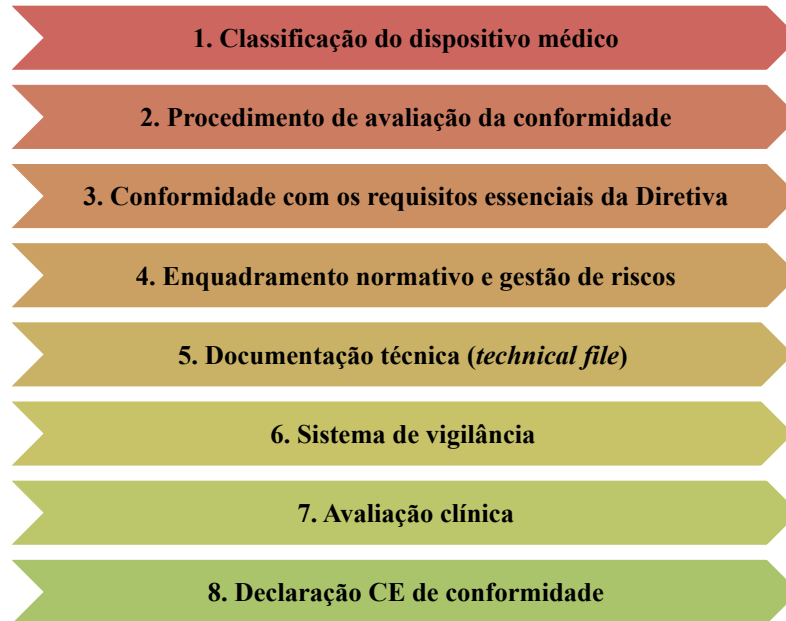 1. Classificação do dispositivo médico
2. Procedimento de avaliação da conformidade
3. Conformidade com os requisitos essenciais da Diretiva
4. Enquadramento normativo e gestão de riscos
5. Documentação técnica (technical file)
6. Sistema de vigilância
7. Avaliação clínica
8. Declaração CE de conformidade